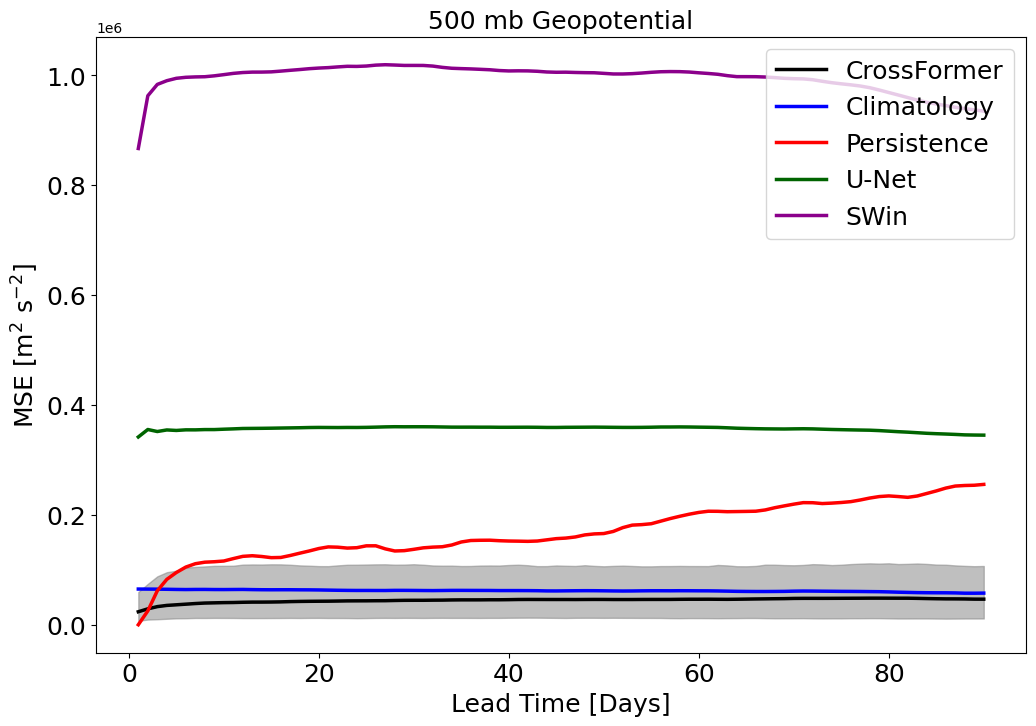 500 mb Geopotential
1e6
1.0
0.8
0.6
0.4
0.2
0.0
MSE [m² s⁻²]
0 20 40 60 80
Lead Time [Days]
CrossFormer
Climatology
Persistence
U-Net
SWin